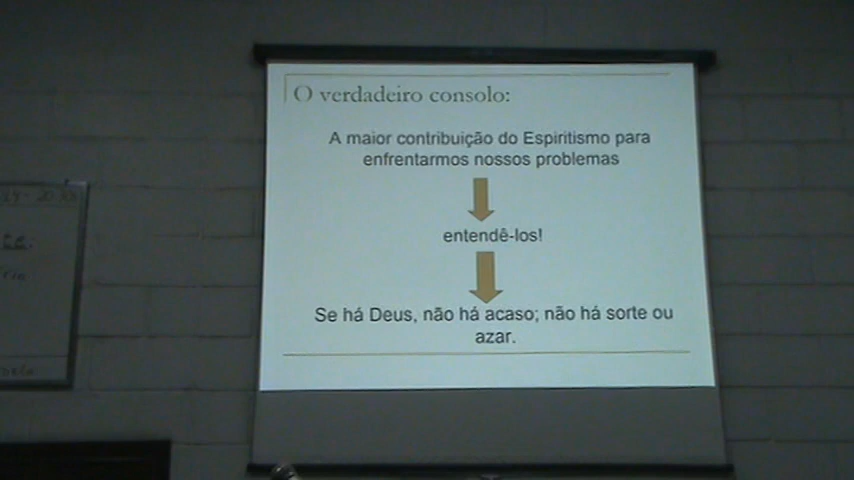 O verdadeiro consolo:
A maior contribuição do Espiritismo para
enfrentarmos nossos problemas
entendê-los!
Se há Deus, não há acaso; não há sorte ou
azar.